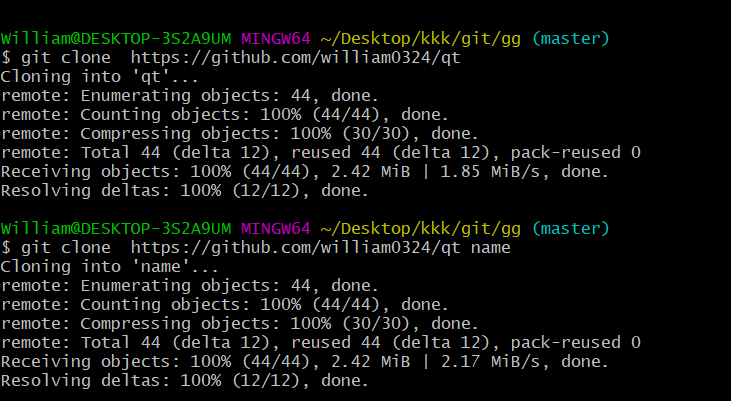 William@DESKTOP-3S2A9UM MINGW64 ~/Desktop/kkk/git/gg (master)
$ git clone  https://github.com/william0324/qt
Cloning into 'qt'...
remote: Enumerating objects: 44, done.
remote: Counting objects: 100% (44/44), done.
remote: Compressing objects: 100% (30/30), done.
remote: Total 44 (delta 12), reused 44 (delta 12), pack-reused 0
Receiving objects: 100% (44/44), 2.42 MiB | 1.85 MiB/s, done.
Resolving deltas: 100% (12/12), done.
William@DESKTOP-3S2A9UM MINGW64 ~/Desktop/kkk/git/gg (master)
$ git clone  https://github.com/william0324/qt name
Cloning into 'name'...
remote: Enumerating objects: 44, done.
remote: Counting objects: 100% (44/44), done.
remote: Compressing objects: 100% (30/30), done.
remote: Total 44 (delta 12), reused 44 (delta 12), pack-reused 0
Receiving objects: 100% (44/44), 2.42 MiB | 2.17 MiB/s, done.
Resolving deltas: 100% (12/12), done.